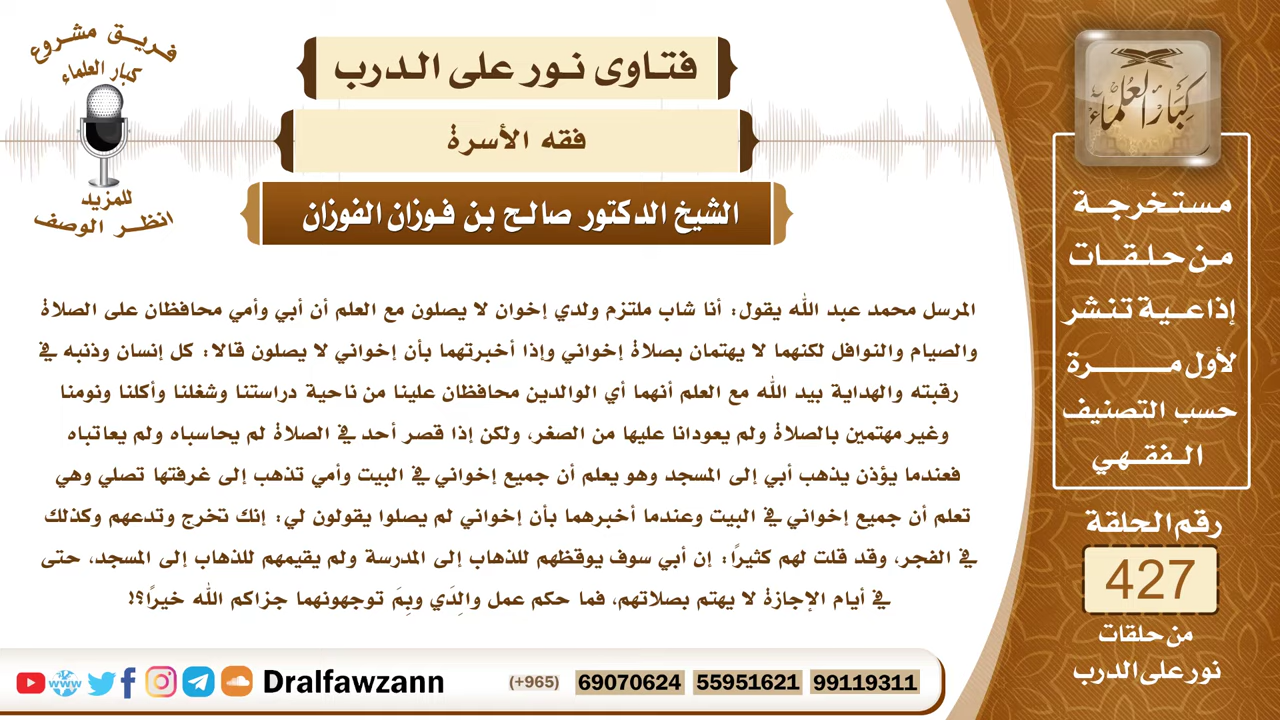 فريق مشروع
كبار العلماء
للمزيد
انظر الوصف
فتاوى نور على الدرب
فقه الأسرة
الشيخ الدكتور صالح بن فوزان الفوزان
كبار العلماء
مستخرجة
من حلقات
إذاعية تنشر
لأول مرة
حسب التصنيف
الفقهي
رقم الحلقة
427
من حلقات
نور على الدرب
المرسل محمد عبد الله يقول: أنا شاب ملتزم ولدي إخوان لا يصلون مع العلم أن أبي وأمي محافظان على الصلاة
والصيام والنوافل لكنهما لا يهتمان بصلاة إخواني وإذا أخبرتهما بأن إخواني لا يصلون قالا: كل إنسان وذنبه في
رقبته والهداية بيد الله مع العلم أنهما أي الوالدين محافظان علينا من ناحية دراستنا وشغلنا وأكلنا ونومنا
وغير مهتمين بالصلاة ولم يعودانا عليها من الصغر، ولكن إذا قصر أحد في الصلاة لم يحاسباه ولم يعاتباه
فعندما يؤذن يذهب أبي إلى المسجد وهو يعلم أن جميع إخواني في البيت وأمي تذهب إلى غرفتها تصلي وهي
تعلم أن جميع إخواني في البيت وعندما أخبرهما بأن إخواني لم يصلوا يقولون لي: إنك تخرج وتدعهم وكذلك
في الفجر، وقد قلت لهم كثيرًا: إن أبي سوف يوقظهم للذهاب إلى المدرسة ولم يقيمهم للذهاب إلى المسجد، حتى
في أيام الإجازة لا يهتم بصلاتهم، فما حكم عمل والِدَي وبِمَ توجهونهما جزاكم الله خيرًا؟!
www
Dralfawzann
(+965)
69070624
55951621
99119311